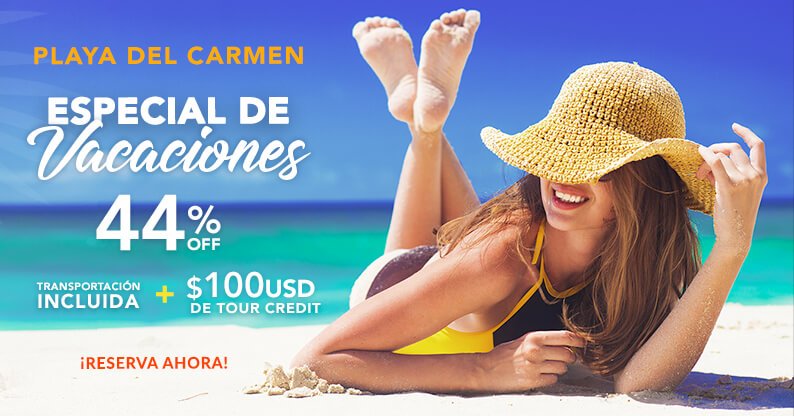 PLAYA DEL CARMEN
ESPECIAL DE
Vacaciones
44%
OFF
TRANSPORTACIÓN
INCLUIDA
+
$100USD
DE TOUR CREDIT
¡RESERVA AHORA!